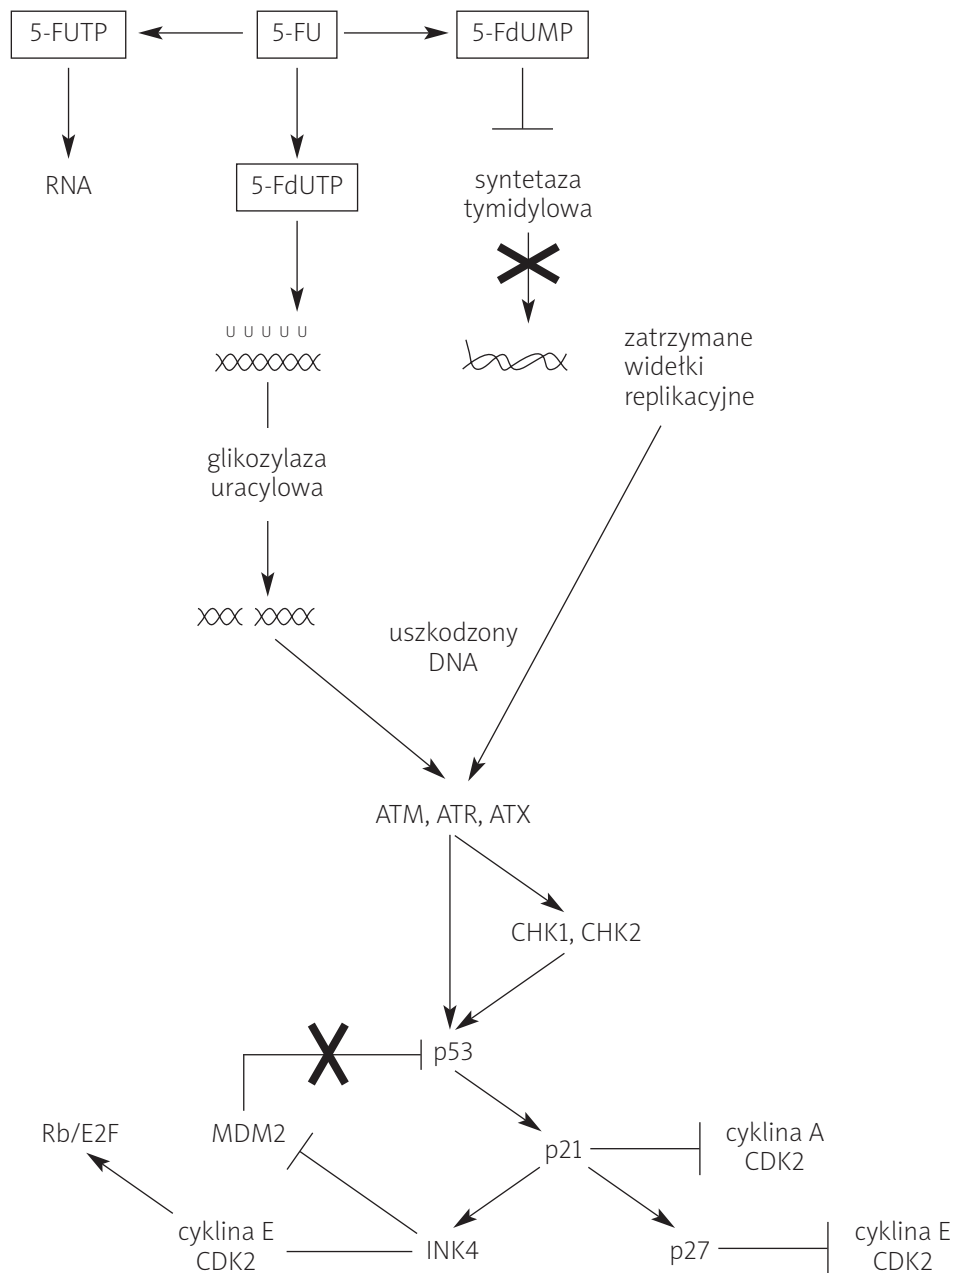 5-FUTP
5-FU
5-FdUMP
RNA
5-FdUTP
syntetaza
tymidylowa
U U U U U
zatrzymane
widełki
replikacyjne
glikozylaza
uracylowa
uszkodzony
DNA
ATM, ATR, ATX
CHK1, CHK2
p53
Rb/E2F
MDM2
p21
cyklina A
CDK2
cyklina E
CDK2
INK4
p27
cyklina E
CDK2